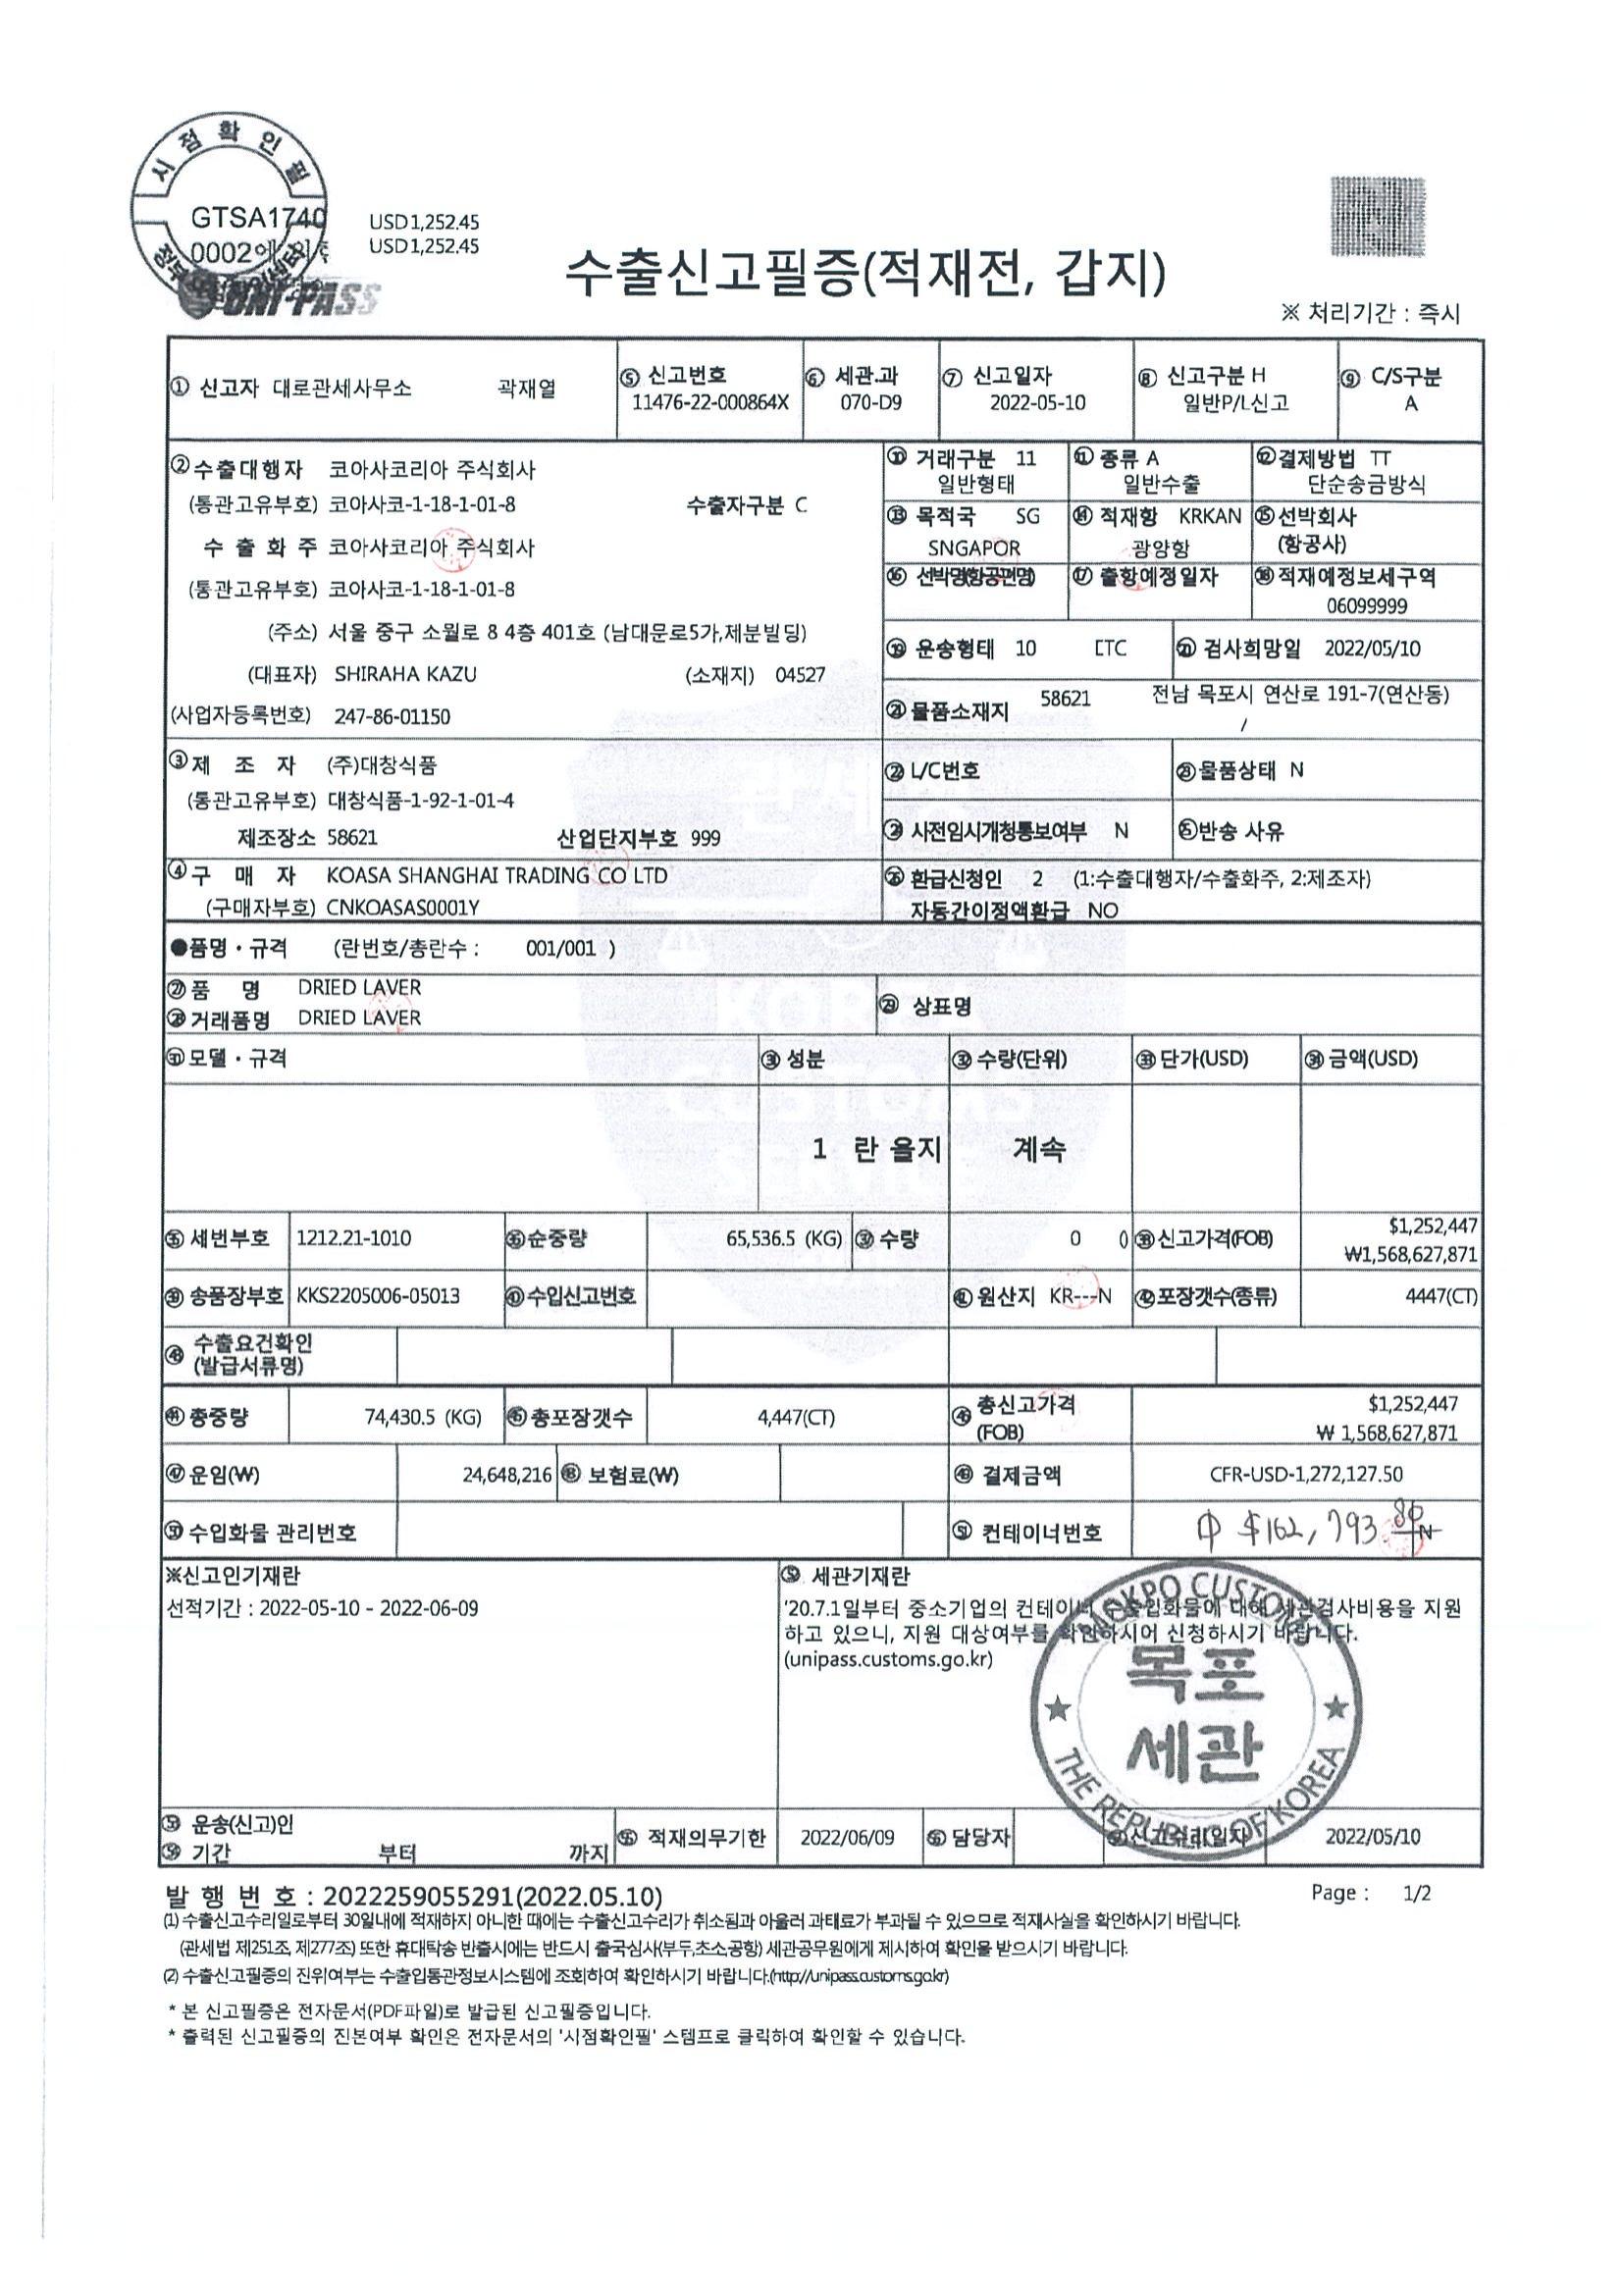 시점확인필
GTSA1740
0002에
USD1,252.45
USD1,252.45
UNI-PASS
수출신고필증(적재전, 갑지)
※ 처리기간 : 즉시
① 신고자 대로관세사무소 곽재열
⑤ 신고번호
11476-22-000864X
⑥ 세관.과
070-D9
⑦ 신고일자
2022-05-10
⑧ 신고구분 H
일반P/L신고
⑨ C/S구분
A
② 수출대행자 코아사코리아 주식회사
(통관고유부호) 코아사코-1-18-1-01-8 수출자구분 C
수 출 화 주 코아사코리아 주식회사
(통관고유부호) 코아사코-1-18-1-01-8
(주소) 서울 중구 소월로 8 4층 401호 (남대문로5가,제분빌딩)
(대표자) SHIRAHA KAZU (소재지) 04527
(사업자등록번호) 247-86-01150
⑩ 거래구분 11
일반형태
⑪ 종류 A
일반수출
⑫ 결제방법 TT
단순송금방식
⑬ 목적국 SG
SNGAPOR
⑭ 적재항 KRKAN
광양항
⑮ 선박회사
(항공사)
⑯ 선박명(항공편명)
⑰ 출항예정일자
⑱ 적재예정보세구역
06099999
⑲ 운송형태 10 ETC
⑳ 검사희망일 2022/05/10
㉑ 물품소재지 58621 전남 목포시 연산로 191-7(연산동)
/
③ 제 조 자 (주)대창식품
(통관고유부호) 대창식품-1-92-1-01-4
제조장소 58621 산업단지부호 999
㉒ L/C번호
㉓ 물품상태 N
㉔ 사전임시개청통보여부 N
㉕ 반송 사유
④ 구 매 자 KOASA SHANGHAI TRADING CO LTD
(구매자부호) CNKOASAS0001Y
㉖ 환급신청인 2 (1:수출대행자/수출화주, 2:제조자)
자동간이정액환급 NO
●품명ㆍ규격 (란번호/총란수 : 001/001 )
㉗ 품 명 DRIED LAVER
㉘ 거래품명 DRIED LAVER
㉙ 상표명
㉚ 모델ㆍ규격
㉛ 성분
㉜ 수량(단위)
㉝ 단가(USD)
㉞ 금액(USD)
1 란 을지 계속
㉟ 세번부호 1212.21-1010
㊱ 순중량 65,536.5 (KG)
㊲ 수량 0 ()
㊳ 신고가격(FOB) $1,252,447
₩1,568,627,871
㊴ 송품장부호 KKS2205006-05013
㊵ 수입신고번호
㊶ 원산지 KR---N
㊷ 포장갯수(종류) 4447(CT)
㊸ 수출요건확인
(발급서류명)
㊹ 총중량 74,430.5 (KG)
㊺ 총포장갯수 4,447(CT)
㊻ 총신고가격
(FOB)
$1,252,447
₩ 1,568,627,871
㊼ 운임(₩) 24,648,216
㊽ 보험료(₩)
㊾ 결제금액 CFR-USD-1,272,127.50
㊿ 수입화물 관리번호
컨테이너번호 N
$162,793.80
※신고인기재란
선적기간 : 2022-05-10 - 2022-06-09
세관기재란
'20.7.1일부터 중소기업의 컨테이너 수출입화물에 대해 세관검사비용을 지원
하고 있으니, 지원 대상여부를 확인하시어 신청하시기 바랍니다.
(unipass.customs.go.kr)
MOKPO CUSTOMS
목포
세관
THE REPUBLIC OF KOREA
운송(신고)인
기간 부터 까지
적재의무기한 2022/06/09
담당자
신고수리일자 2022/05/10
발 행 번 호 : 2022259055291(2022.05.10)
Page : 1/2
(1) 수출신고수리일로부터 30일내에 적재하지 아니한 때에는 수출신고수리가 취소됨과 아울러 과태료가 부과될 수 있으므로 적재사실을 확인하시기 바랍니다.
(관세법 제251조, 제277조) 또한 휴대탁송 반출시에는 반드시 출국심사(부두,초소,공항) 세관공무원에게 제시하여 확인을 받으시기 바랍니다.
(2) 수출신고필증의 진위여부는 수출입통관정보시스템에 조회하여 확인하시기 바랍니다.(http://unipass.customs.go.kr)
* 본 신고필증은 전자문서(PDF파일)로 발급된 신고필증입니다.
* 출력된 신고필증의 진본여부 확인은 전자문서의 '시점확인필' 스템프로 클릭하여 확인할 수 있습니다.